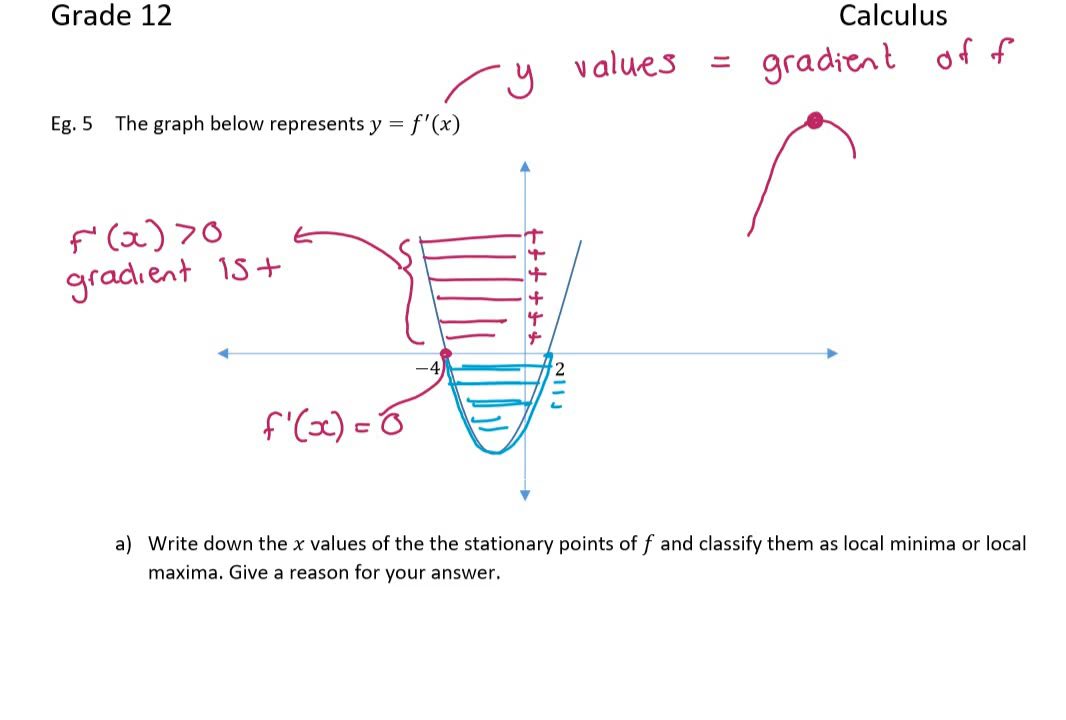 Grade 12 Calculus
y values = gradient of f
Eg. 5 The graph below represents y = f'(x)
f'(x) >0
gradient is +
+
+
+
+
+
+
−4
2
f'(x) = 0
a) Write down the x values of the the stationary points of f and classify them as local minima or local
maxima. Give a reason for your answer.